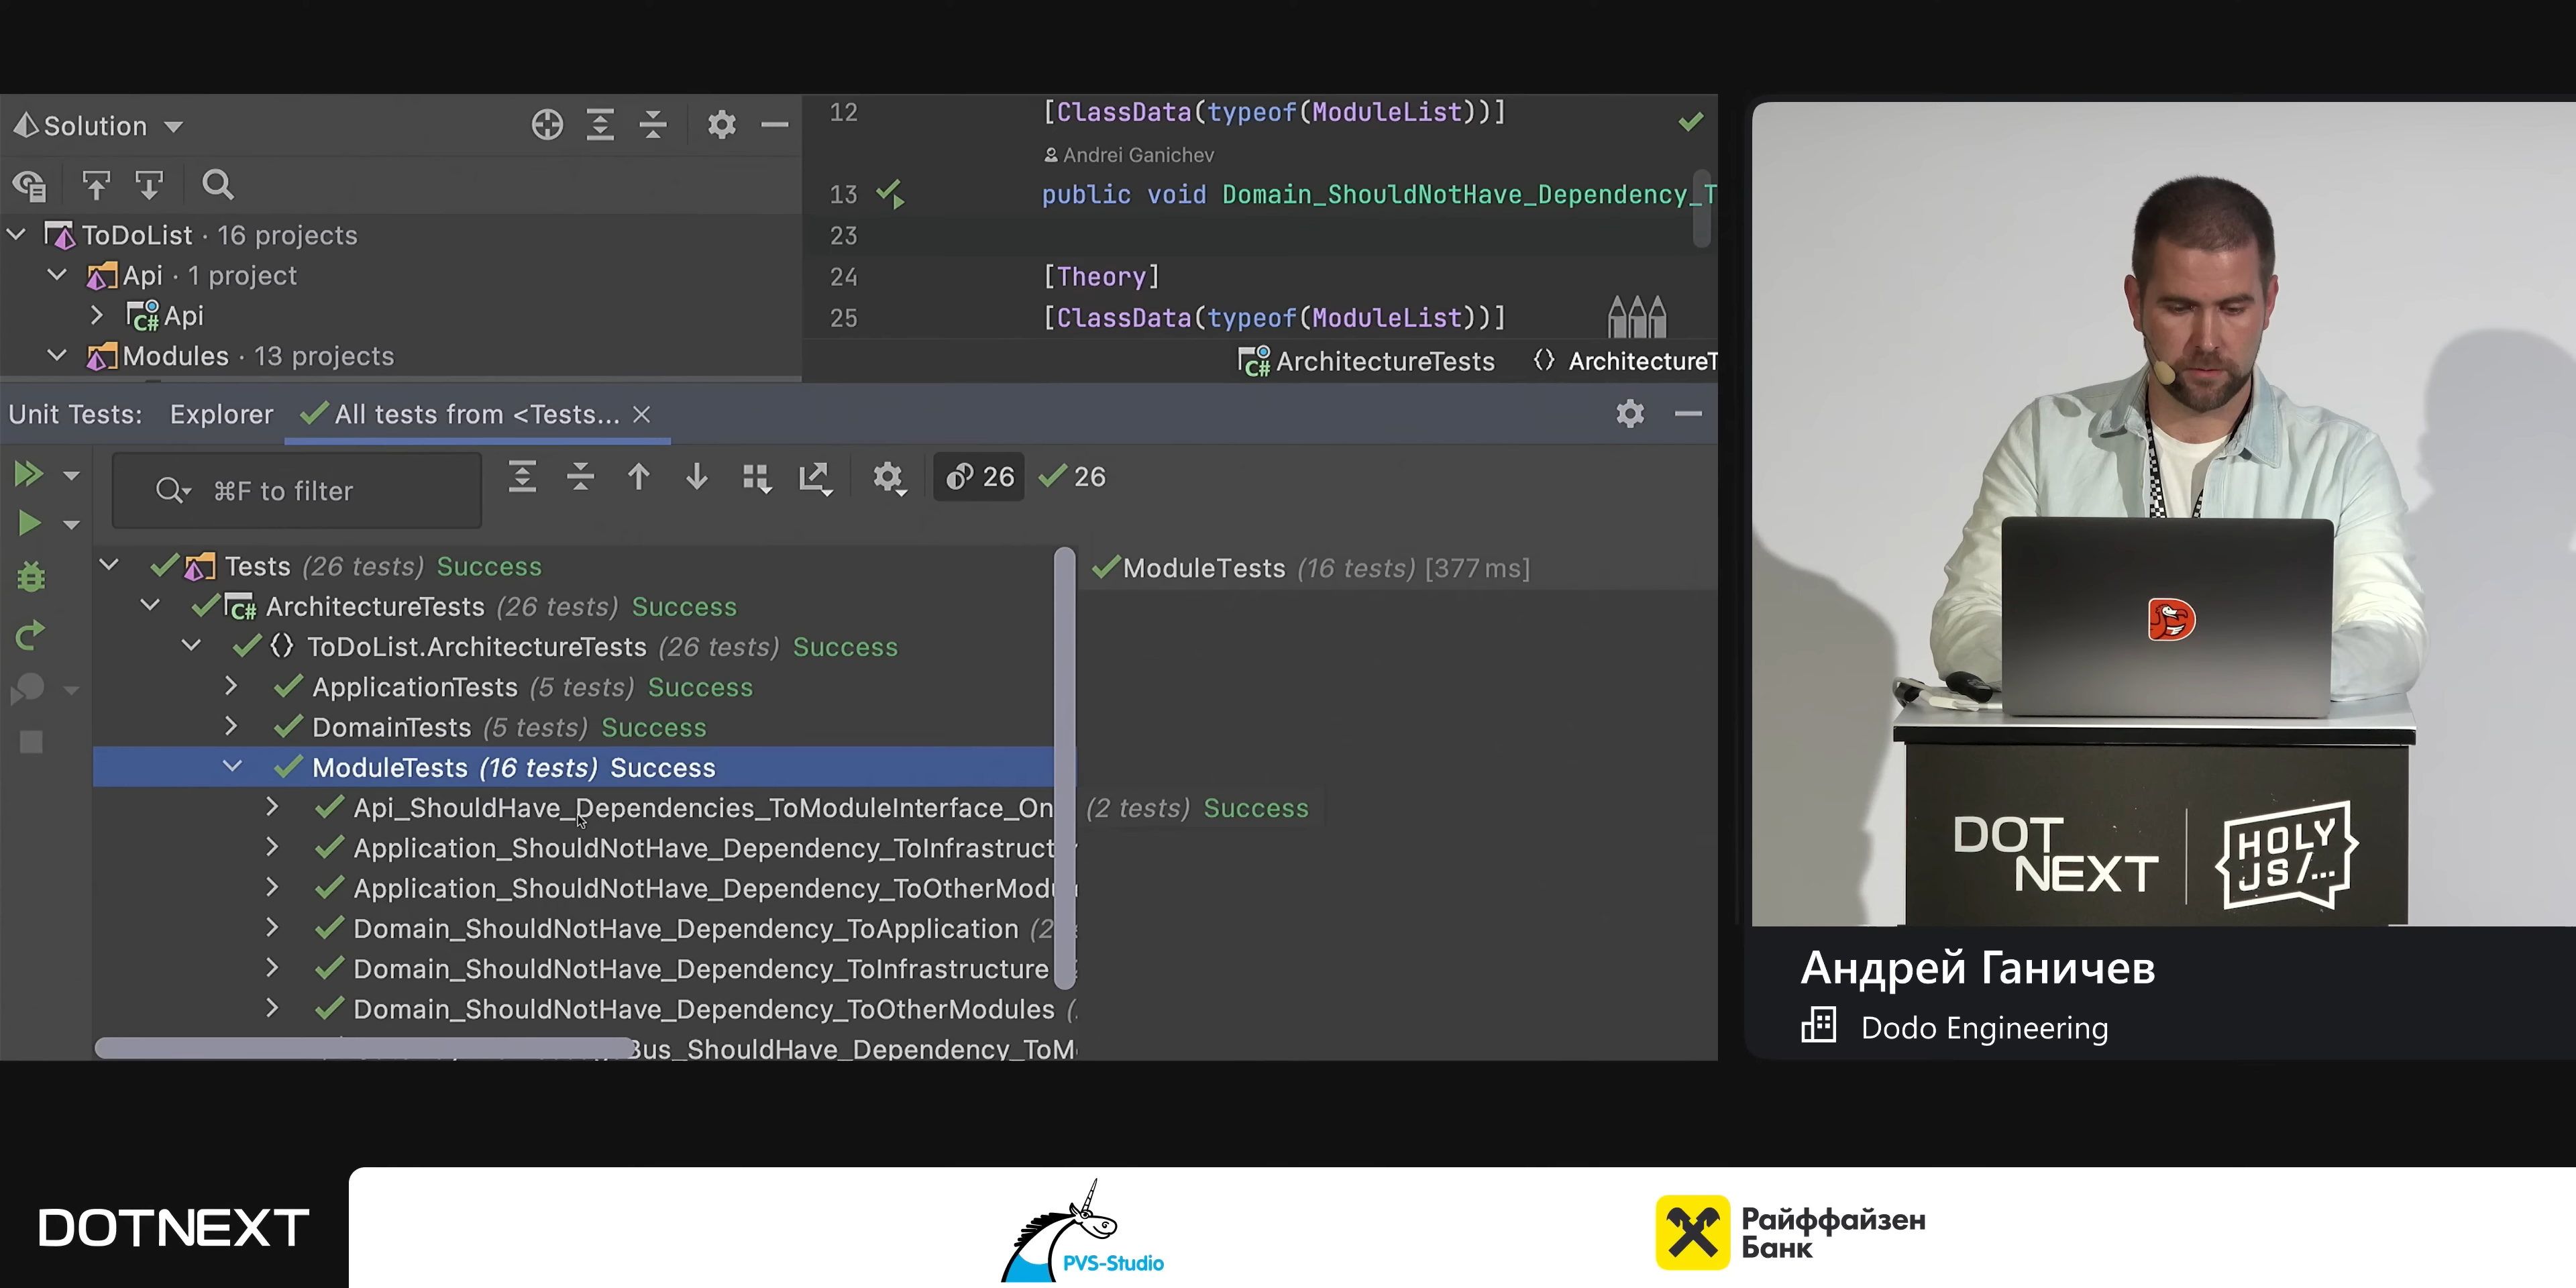 Solution
ToDoList · 16 projects
Api · 1 project
C# Api
Modules · 13 projects
12 [ClassData(typeof(ModuleList))]
Andrei Ganichev
13 public void Domain_ShouldNotHave_Dependency_T
23
24 [Theory]
25 [ClassData(typeof(ModuleList))]
C# ArchitectureTests {} ArchitectureT
Unit Tests: Explorer All tests from <Tests...
⌘F to filter
26 26
Tests (26 tests) Success
C# ArchitectureTests (26 tests) Success
{} ToDoList.ArchitectureTests (26 tests) Success
ApplicationTests (5 tests) Success
DomainTests (5 tests) Success
ModuleTests (16 tests) Success
Api_ShouldHave_Dependencies_ToModuleInterface_On (2 tests) Success
Application_ShouldNotHave_Dependency_ToInfrastruct
Application_ShouldNotHave_Dependency_ToOtherModu
Domain_ShouldNotHave_Dependency_ToApplication (2
Domain_ShouldNotHave_Dependency_ToInfrastructure
Domain_ShouldNotHave_Dependency_ToOtherModules (
Bus_ShouldHave_Dependency_ToM
ModuleTests (16 tests) [377 ms]
DOT
NEXT
HOLY
JS/...
Андрей Ганичев
Dodo Engineering
DOTNEXT
PVS-Studio
Райффайзен
Банк